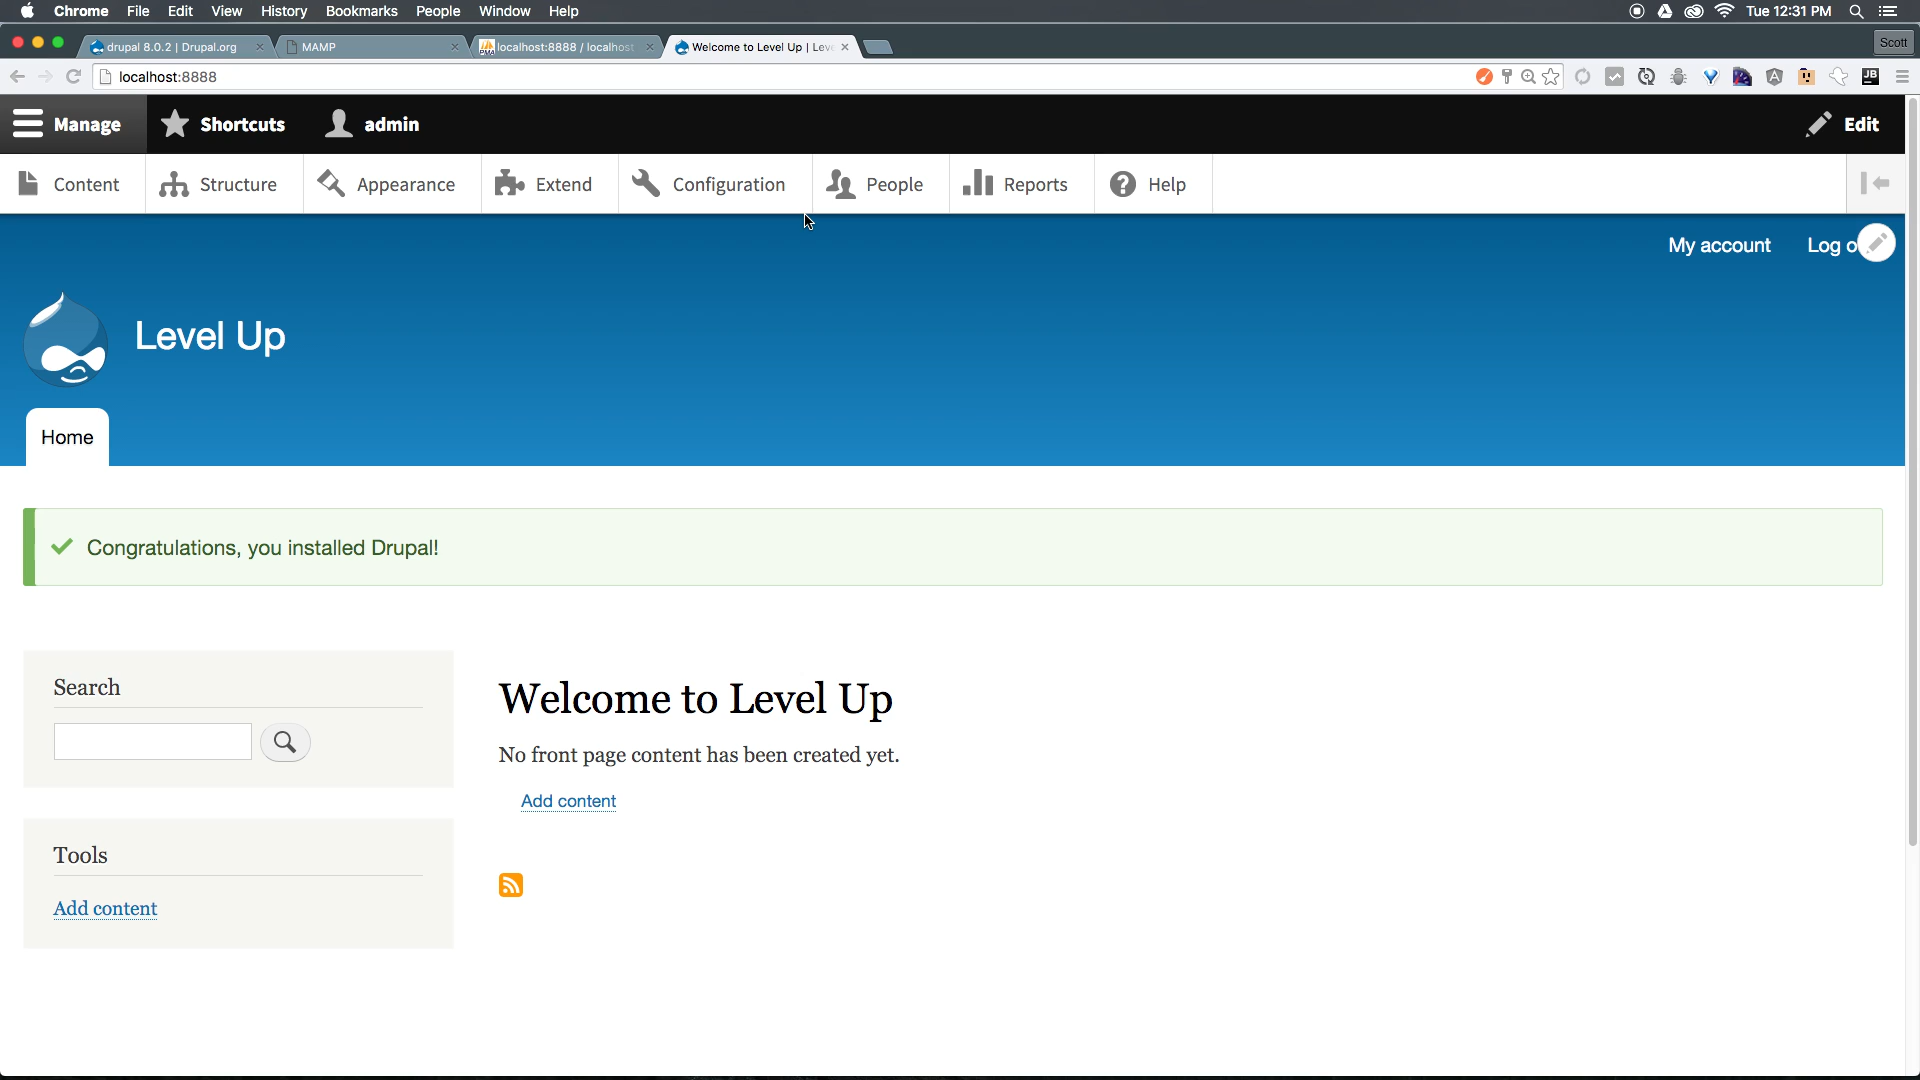 Chrome File Edit View History Bookmarks People Window Help Tue 12:31 PM
drupal 8.0.2 | Drupal.org MAMP localhost:8888 / localhost Welcome to Level Up | Lev Scott
localhost:8888 JB
Manage Shortcuts admin Edit
Content Structure Appearance Extend Configuration People Reports Help
My account Log o
Level Up
Home
Congratulations, you installed Drupal!
Search
Welcome to Level Up
No front page content has been created yet.
Add content
Tools
Add content